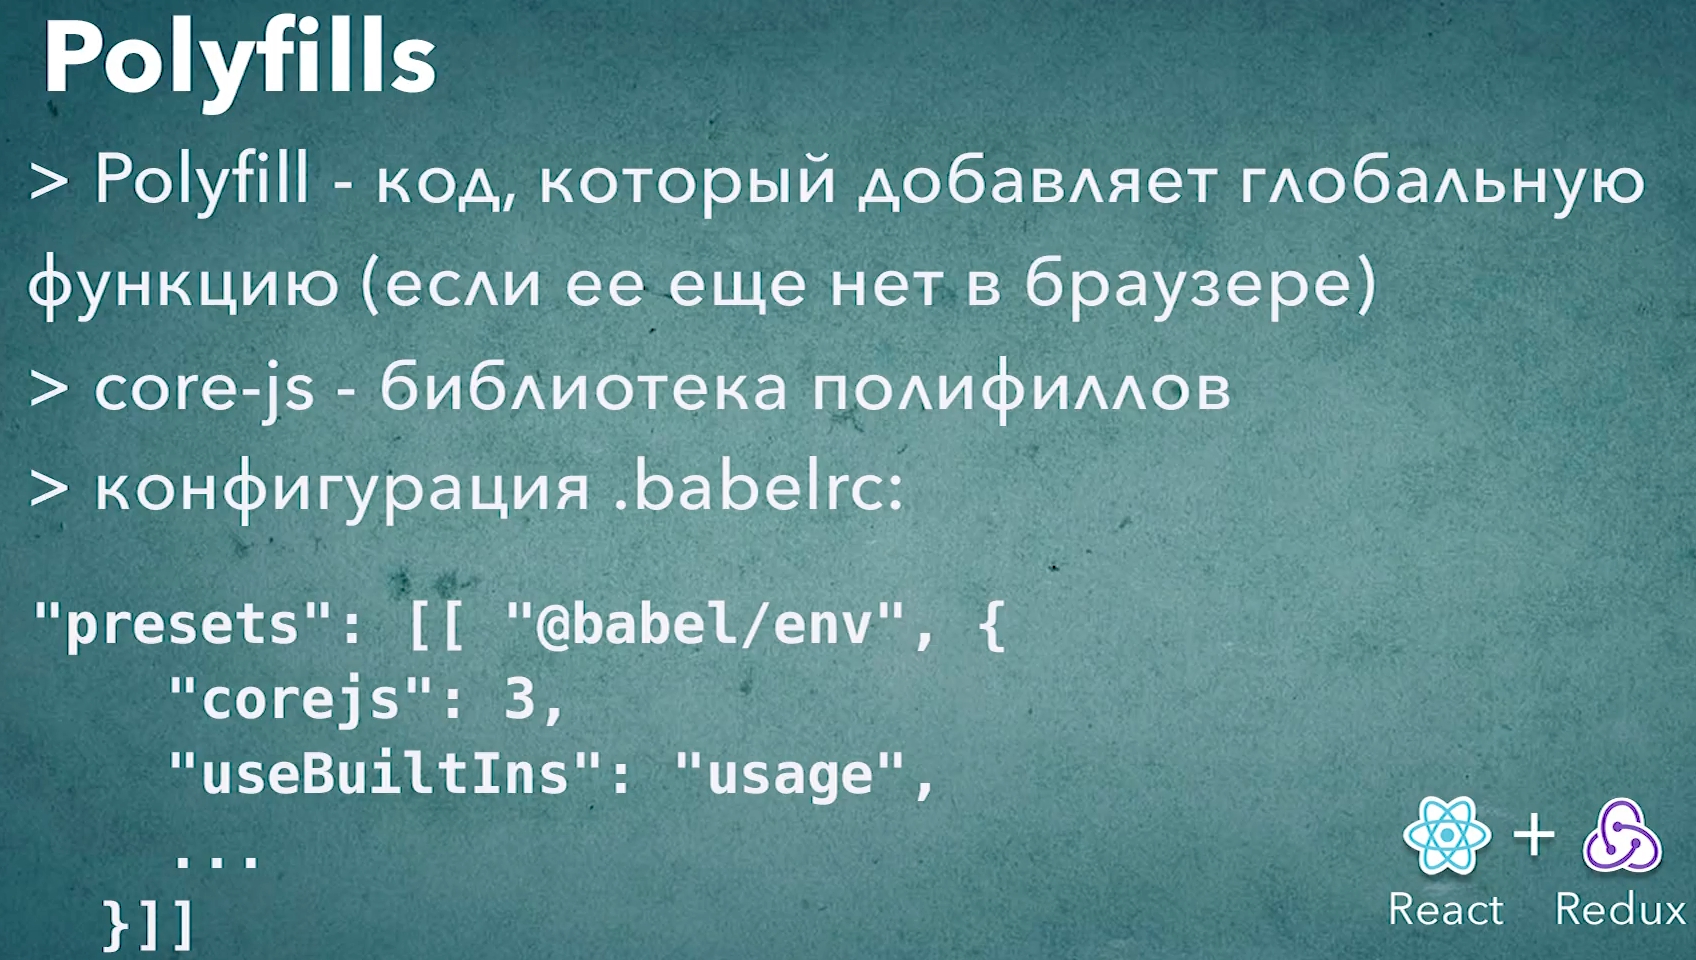 Polyfills
> Polyfill - код, который добавляет глобальную
функцию (если ее еще нет в браузере)
> core-js - библиотека полифиллов
> конфигурация .babelrc:
"presets": [[ "@babel/env", {
"corejs": 3,
"useBuiltIns": "usage",
...
}]]
+
React Redux